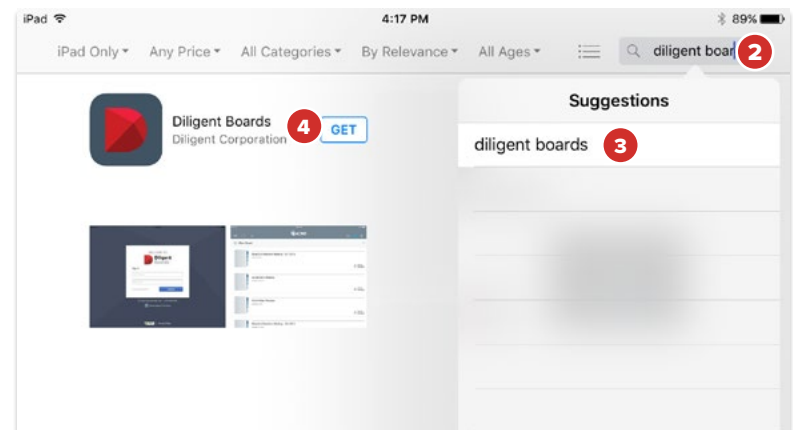 iPad 4:17 PM 89%
iPad Only Any Price All Categories By Relevance All Ages diligent boar 2
Suggestions
Diligent Boards
Diligent Corporation
4 GET
diligent boards 3